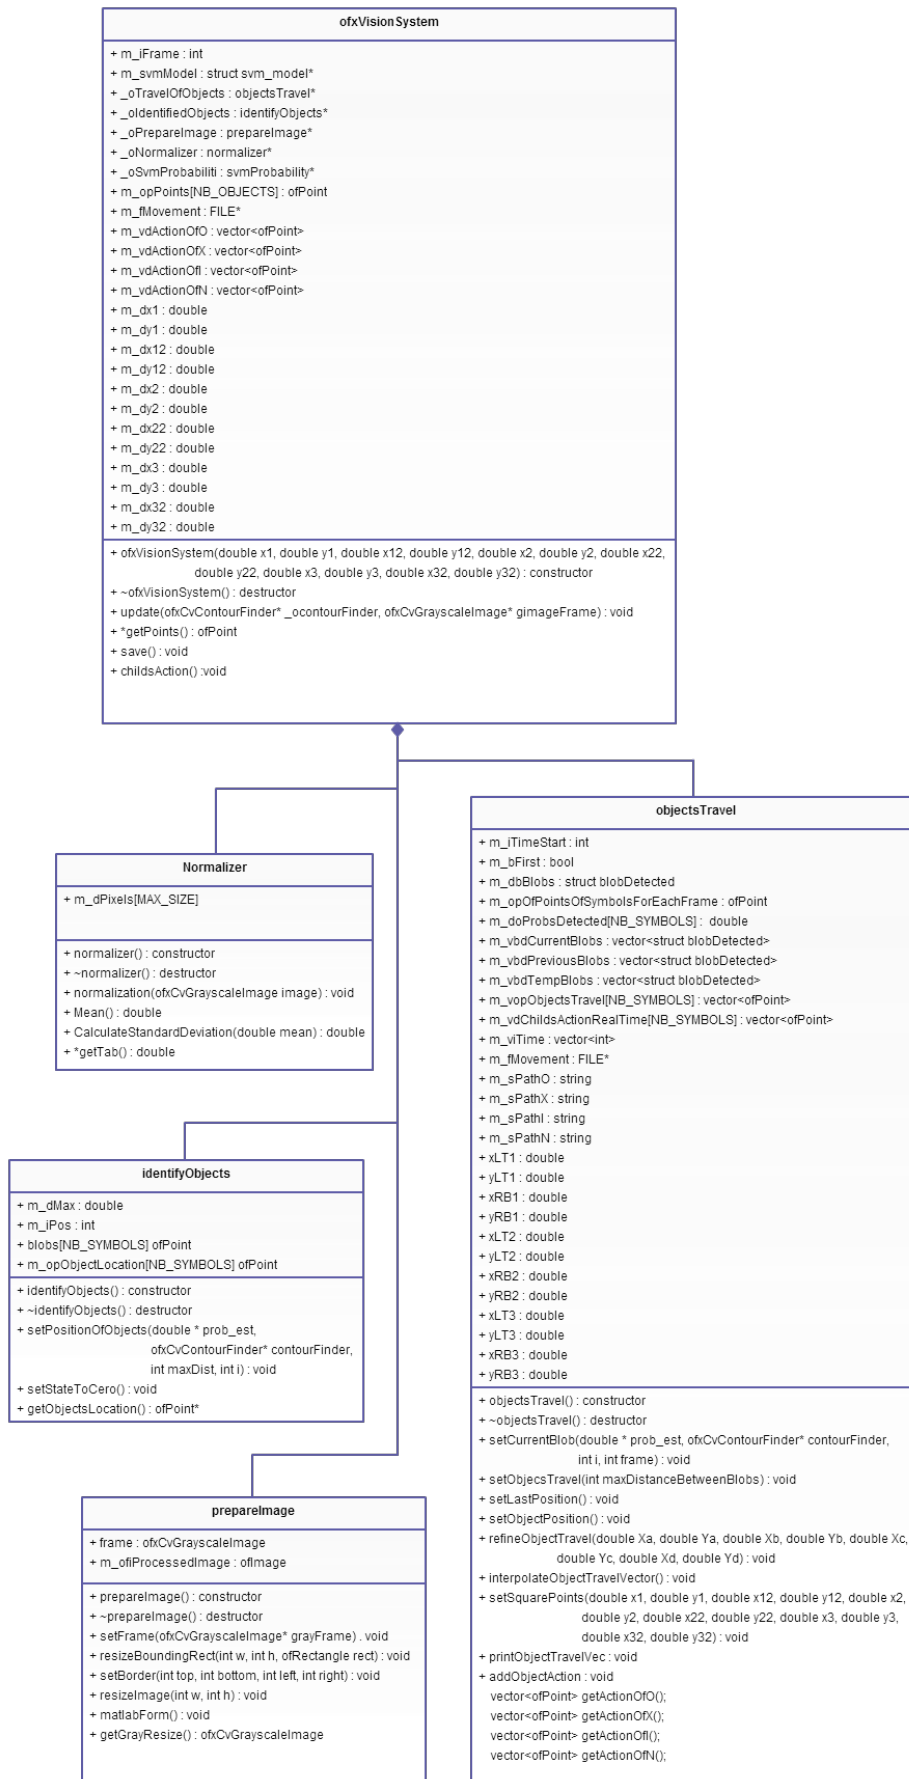 ofxVisionSystem
+ m_iFrame : int
+ m_svmModel : struct svm_model*
+ _oTravelOfObjects : objectsTravel*
+ _oIdentifiedObjects : identifyObjects*
+ _oPrepareImage : prepareImage*
+ _oNormalizer : normalizer*
+ _oSvmProbabiliti : svmProbability*
+ m_opPoints[NB_OBJECTS] : ofPoint
+ m_fMovement : FILE*
+ m_vdActionOfO : vector<ofPoint>
+ m_vdActionOfX : vector<ofPoint>
+ m_vdActionOfI : vector<ofPoint>
+ m_vdActionOfN : vector<ofPoint>
+ m_dx1 : double
+ m_dy1 : double
+ m_dx12 : double
+ m_dy12 : double
+ m_dx2 : double
+ m_dy2 : double
+ m_dx22 : double
+ m_dy22 : double
+ m_dx3 : double
+ m_dy3 : double
+ m_dx32 : double
+ m_dy32 : double
+ ofxVisionSystem(double x1, double y1, double x12, double y12, double x2, double y2, double x22,
double y22, double x3, double y3, double x32, double y32) : constructor
+ ~ofxVisionSystem() : destructor
+ update(ofxCvContourFinder* _ocontourFinder, ofxCvGrayscaleImage* gimageFrame) : void
+ *getPoints() : ofPoint
+ save() : void
+ childsAction() :void
Normalizer
+ m_dPixels[MAX_SIZE]
+ normalizer() : constructor
+ ~normalizer() : destructor
+ normalization(ofxCvGrayscaleImage image) : void
+ Mean() : double
+ CalculateStandardDeviation(double mean) : double
+ *getTab() : double
identifyObjects
+ m_dMax : double
+ m_iPos : int
+ blobs[NB_SYMBOLS] ofPoint
+ m_opObjectLocation[NB_SYMBOLS] ofPoint
+ identifyObjects() : constructor
+ ~identifyObjects() : destructor
+ setPositionOfObjects(double * prob_est,
ofxCvContourFinder* contourFinder,
int maxDist, int i) : void
+ setStateToCero() : void
+ getObjectsLocation() : ofPoint*
prepareImage
+ frame : ofxCvGrayscaleImage
+ m_ofiProcessedImage : ofImage
+ prepareImage() : constructor
+ ~prepareImage() : destructor
+ setFrame(ofxCvGrayscaleImage* grayFrame) . void
+ resizeBoundingRect(int w, int h, ofRectangle rect) : void
+ setBorder(int top, int bottom, int left, int right) : void
+ resizeImage(int w, int h) : void
+ matlabForm() : void
+ getGrayResize() : ofxCvGrayscaleImage
objectsTravel
+ m_iTimeStart : int
+ m_bFirst : bool
+ m_dbBlobs : struct blobDetected
+ m_opOfPointsOfSymbolsForEachFrame : ofPoint
+ m_doProbsDetected[NB_SYMBOLS] :  double
+ m_vbdCurrentBlobs : vector<struct blobDetected>
+ m_vbdPreviousBlobs : vector<struct blobDetected>
+ m_vbdTempBlobs : vector<struct blobDetected>
+ m_vopObjectsTravel[NB_SYMBOLS] : vector<ofPoint>
+ m_vdChildsActionRealTime[NB_SYMBOLS] : vector<ofPoint>
+ m_viTime : vector<int>
+ m_fMovement : FILE*
+ m_sPathO : string
+ m_sPathX : string
+ m_sPathI : string
+ m_sPathN : string
+ xLT1 : double
+ yLT1 : double
+ xRB1 : double
+ yRB1 : double
+ xLT2 : double
+ yLT2 : double
+ xRB2 : double
+ yRB2 : double
+ xLT3 : double
+ yLT3 : double
+ xRB3 : double
+ yRB3 : double
+ objectsTravel() : constructor
+ ~objectsTravel() : destructor
+ setCurrentBlob(double * prob_est, ofxCvContourFinder* contourFinder,
int i, int frame) : void
+ setObjecsTravel(int maxDistanceBetweenBlobs) : void
+ setLastPosition() : void
+ setObjectPosition() : void
+ refineObjectTravel(double Xa, double Ya, double Xb, double Yb, double Xc,
double Yc, double Xd, double Yd) : void
+ interpolateObjectTravelVector() : void
+ setSquarePoints(double x1, double y1, double x12, double y12, double x2,
double y2, double x22, double y22, double x3, double y3,
double x32, double y32) : void
+ printObjectTravelVec : void
+ addObjectAction : void
vector<ofPoint> getActionOfO();
vector<ofPoint> getActionOfX();
vector<ofPoint> getActionOfI();
vector<ofPoint> getActionOfN();